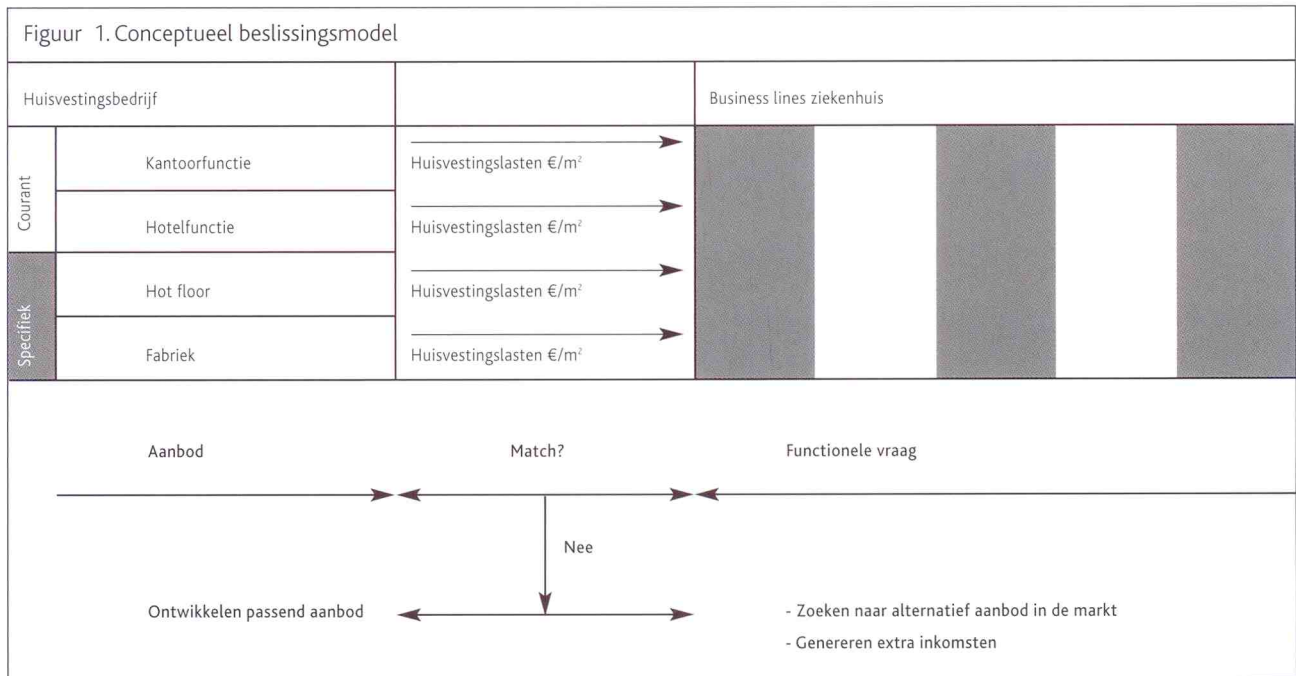 Figuur 1. Conceptueel beslissingsmodel
Huisvestingsbedrijf
Business lines ziekenhuis
Courant
Kantoorfunctie
Huisvestingslasten €/m²
Hotelfunctie
Huisvestingslasten €/m²
Specifiek
Hot floor
Huisvestingslasten €/m²
Fabriek
Huisvestingslasten €/m²
Aanbod
Match?
Functionele vraag
Nee
Ontwikkelen passend aanbod
- Zoeken naar alternatief aanbod in de markt
- Genereren extra inkomsten